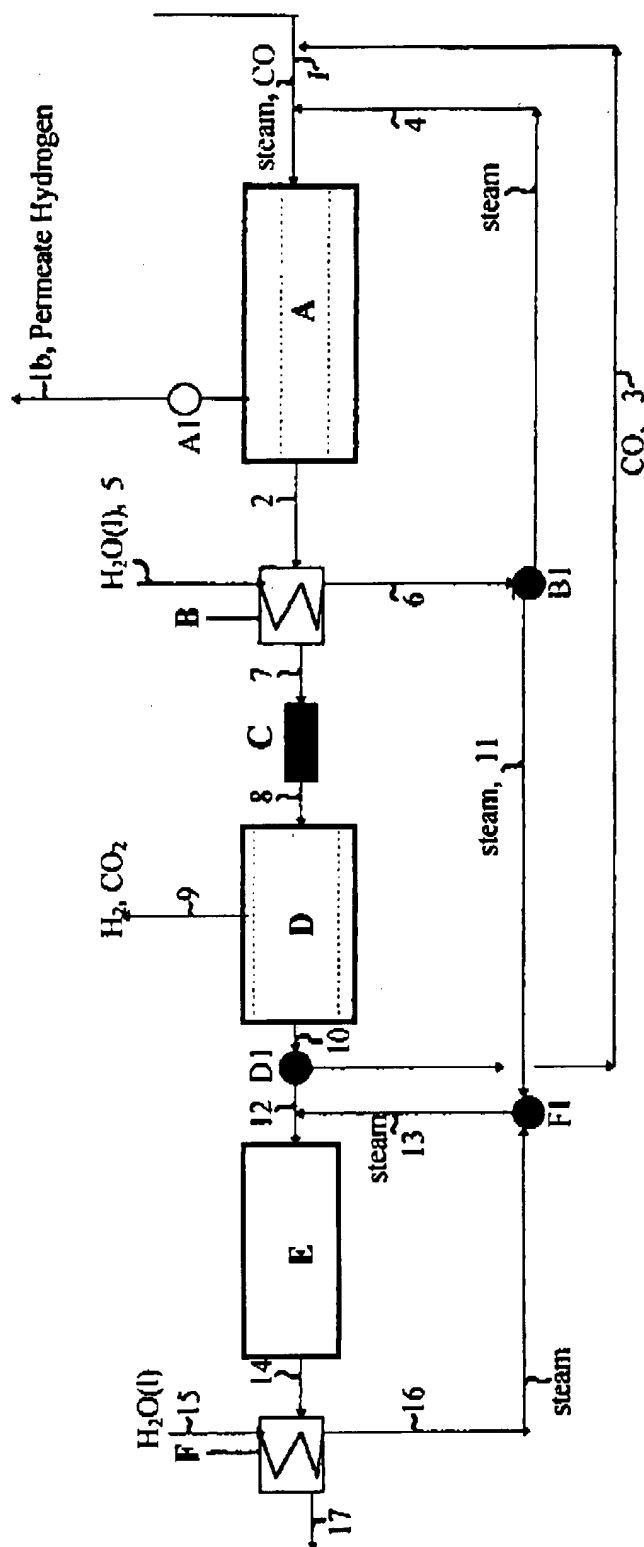 1b, Permeate Hydrogen
H₂O(l)
15
F
17
14
E
12
D1
10
H₂, CO₂
9
D
8
C
7
B
H₂O(l), 5
2
A1
A
steam, CO
1
16
steam
13
steam
F1
steam, 11
6
B1
steam
4
CO, 3